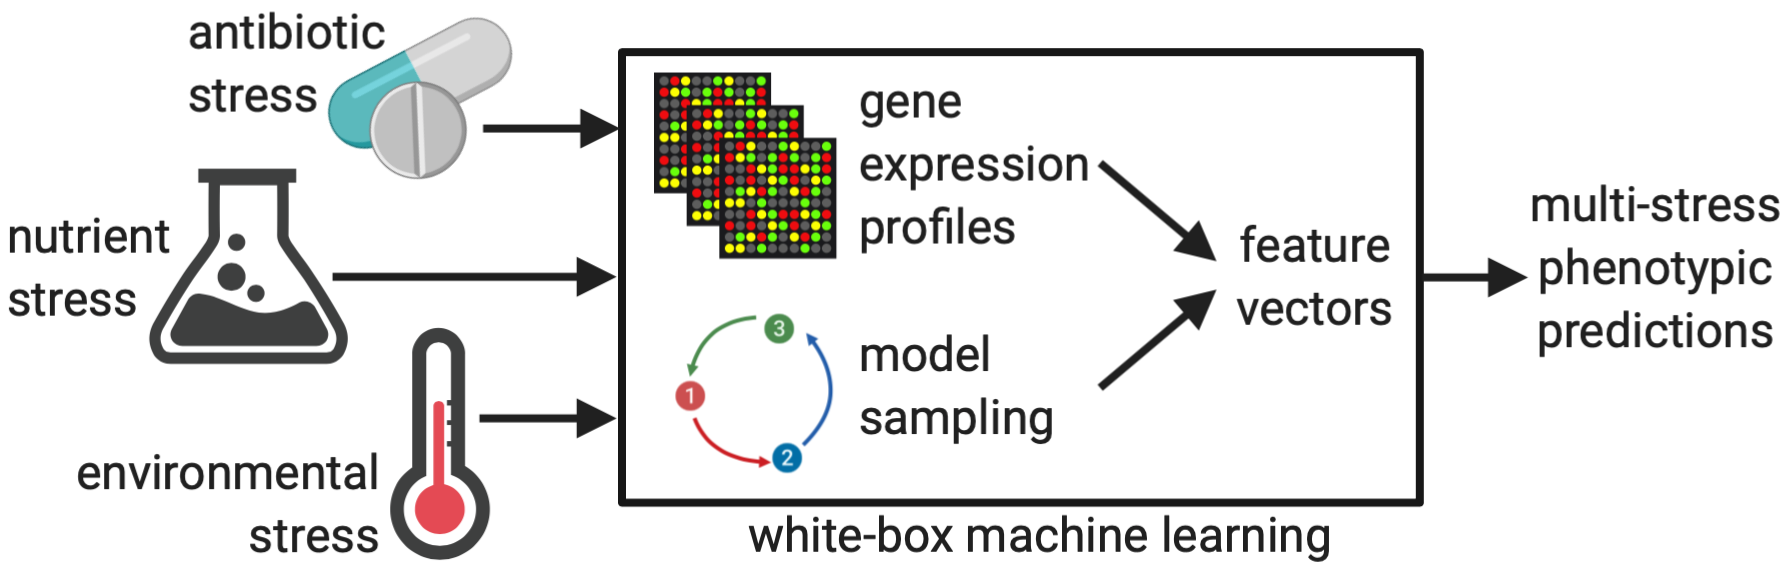 antibiotic
stress
nutrient
stress
environmental
stress
gene
expression
profiles
3
1
2
model
sampling
feature
vectors
white-box machine learning
multi-stress
phenotypic
predictions